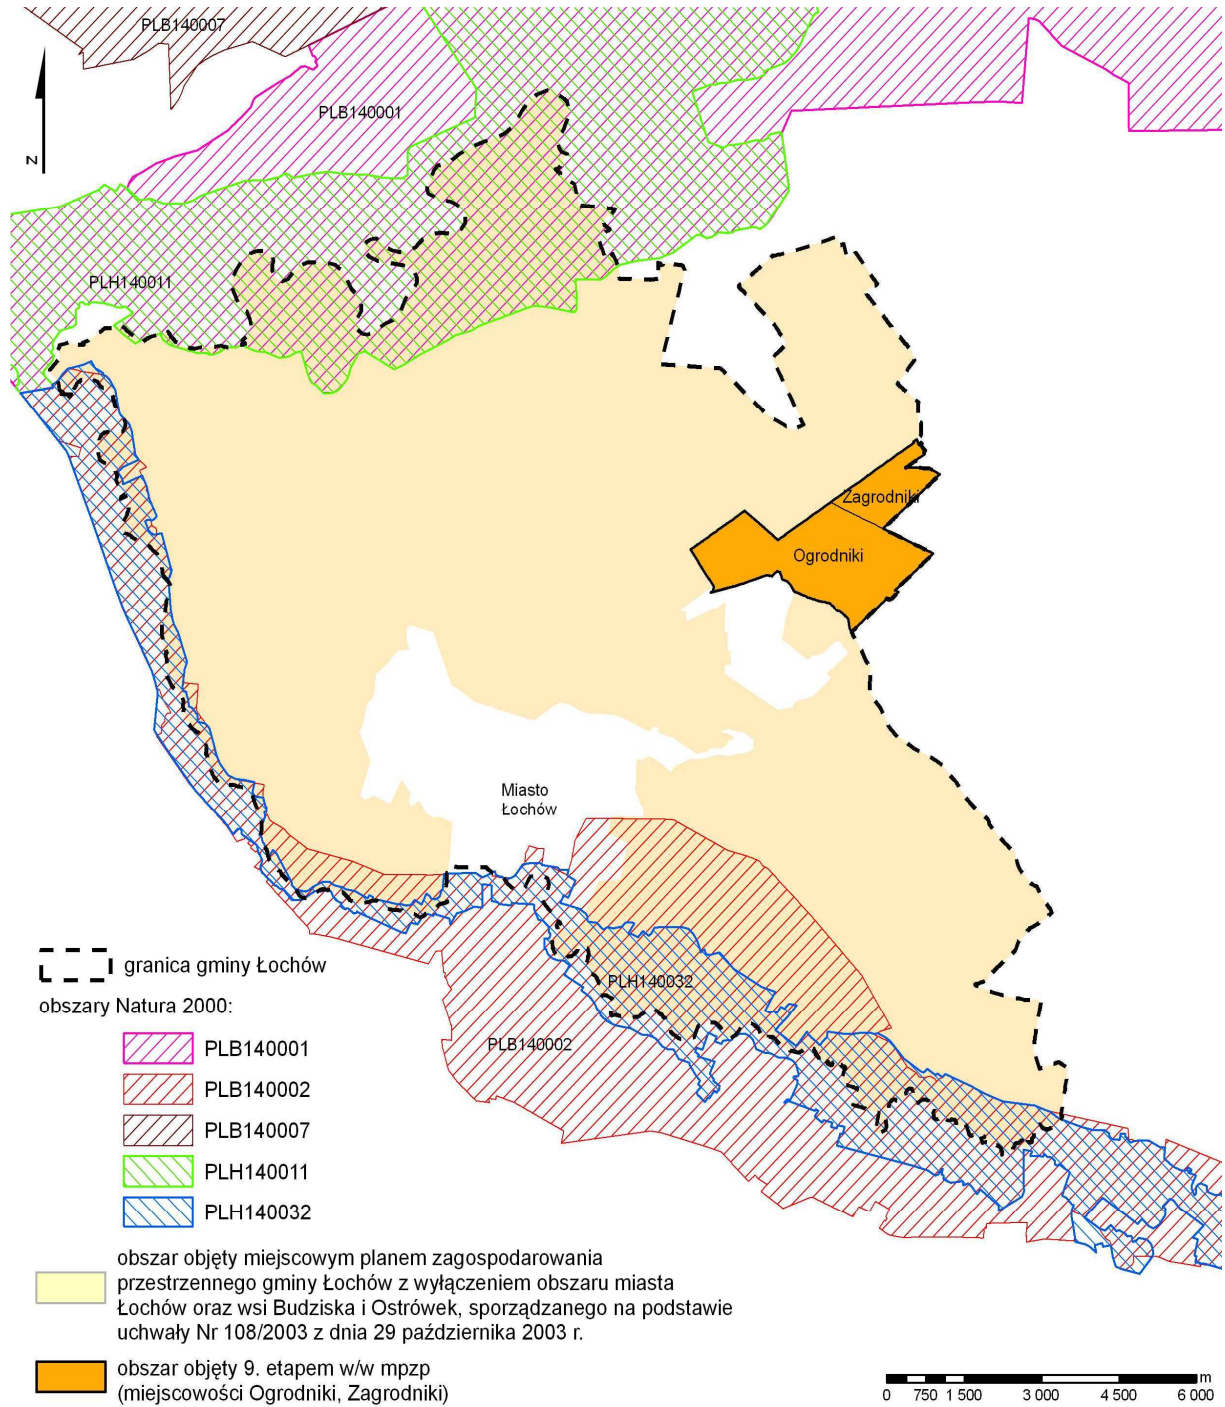 PLB140007
PLB140001
N
PLH140011
Zagrodniki
Ogrodniki
Miasto
Łochów
PLH140032
PLB140002
granica gminy Łochów
obszary Natura 2000:
PLB140001
PLB140002
PLB140007
PLH140011
PLH140032
obszar objęty miejscowym planem zagospodarowania
przestrzennego gminy Łochów z wyłączeniem obszaru miasta
Łochów oraz wsi Budziska i Ostrówek, sporządzanego na podstawie
uchwały Nr 108/2003 z dnia 29 października 2003 r.
obszar objęty 9. etapem w/w mpzp
(miejscowości Ogrodniki, Zagrodniki)
m
0 750 1 500 3 000 4 500 6 000